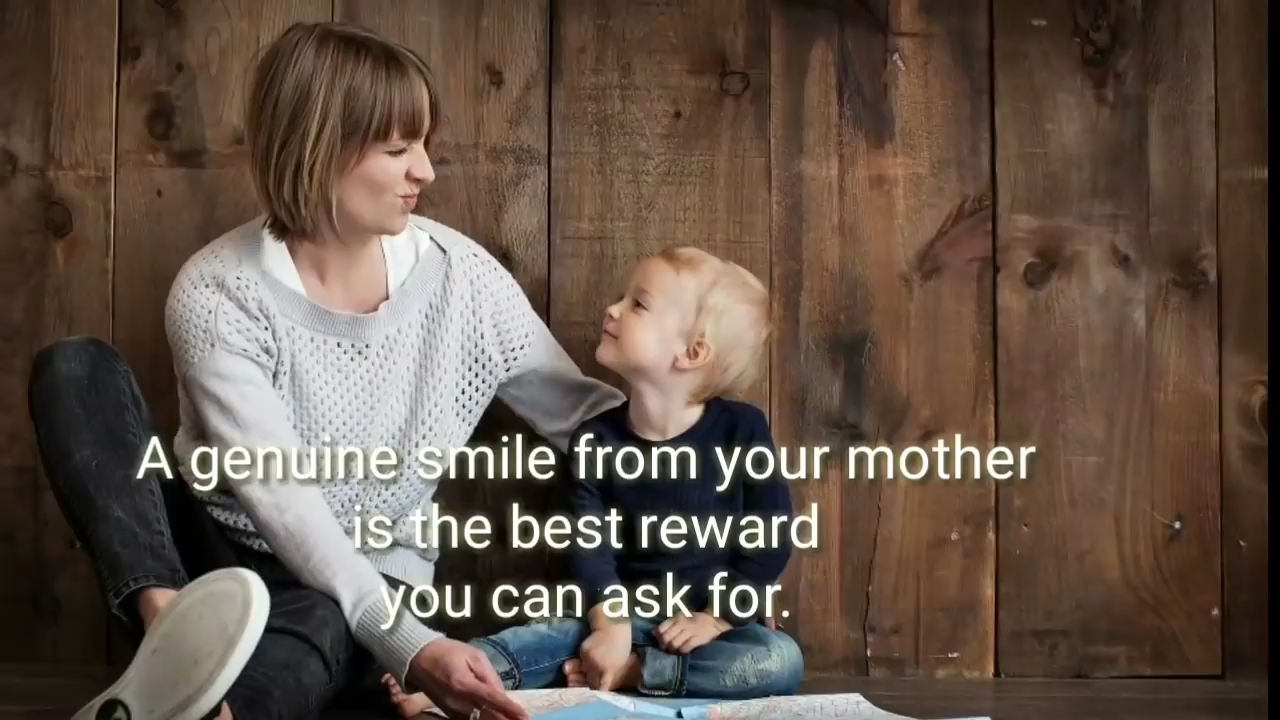 A genuine smile from your mother
is the best reward
you can ask for.